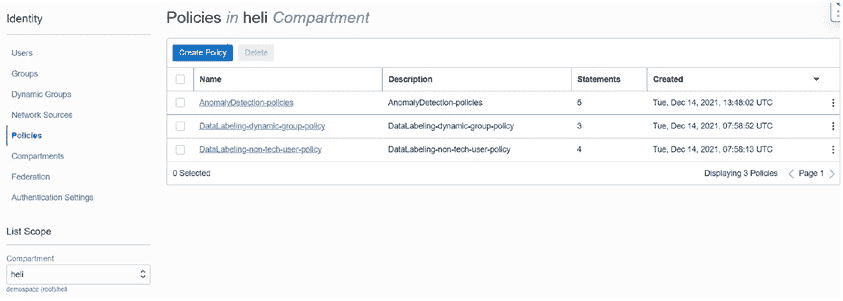 Identity
Users
Groups
Dynamic Groups
Network Sources
Policies
Compartments
Federation
Authentication Settings
List Scope
Compartment
heli
demospace (root)/heli
Policies in heli Compartment
Create Policy Delete
Name Description Statements Created
AnomalyDetection-policies AnomalyDetection-policies 5 Tue, Dec 14, 2021, 13:48:02 UTC
DataLabeling-dynamic-group-policy DataLabeling-dynamic-group-policy 3 Tue, Dec 14, 2021, 07:58:52 UTC
DataLabeling-non-tech-user-policy DataLabeling-non-tech-user-policy 4 Tue, Dec 14, 2021, 07:58:13 UTC
0 Selected Displaying 3 Policies Page 1